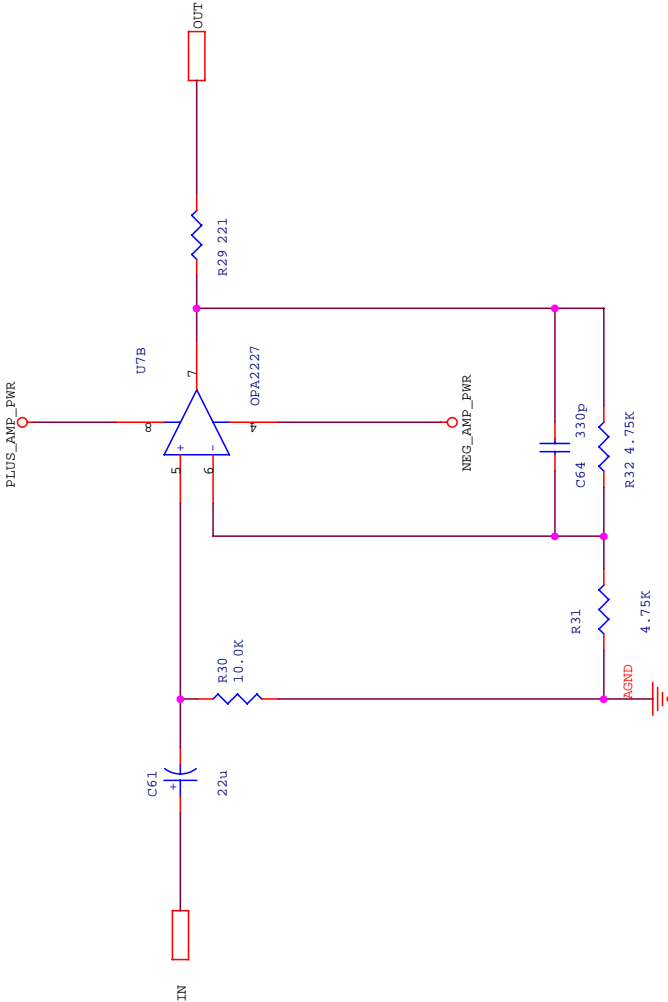 PLUS_AMP_PWR
U7B
OPA2227
8
4
5
6
7
+
-
NEG_AMP_PWR
IN
C61
+
22u
R30
10.0K
R29 221
OUT
C64 330p
R32 4.75K
R31
4.75K
AGND